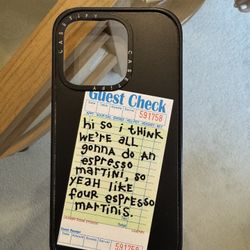 CASETIFY
CASETIFY
591758
Guest Check
hi so i think
we're all
gonna do an
espresso
martini, so
yeah like
four espresso
martinis.
591758